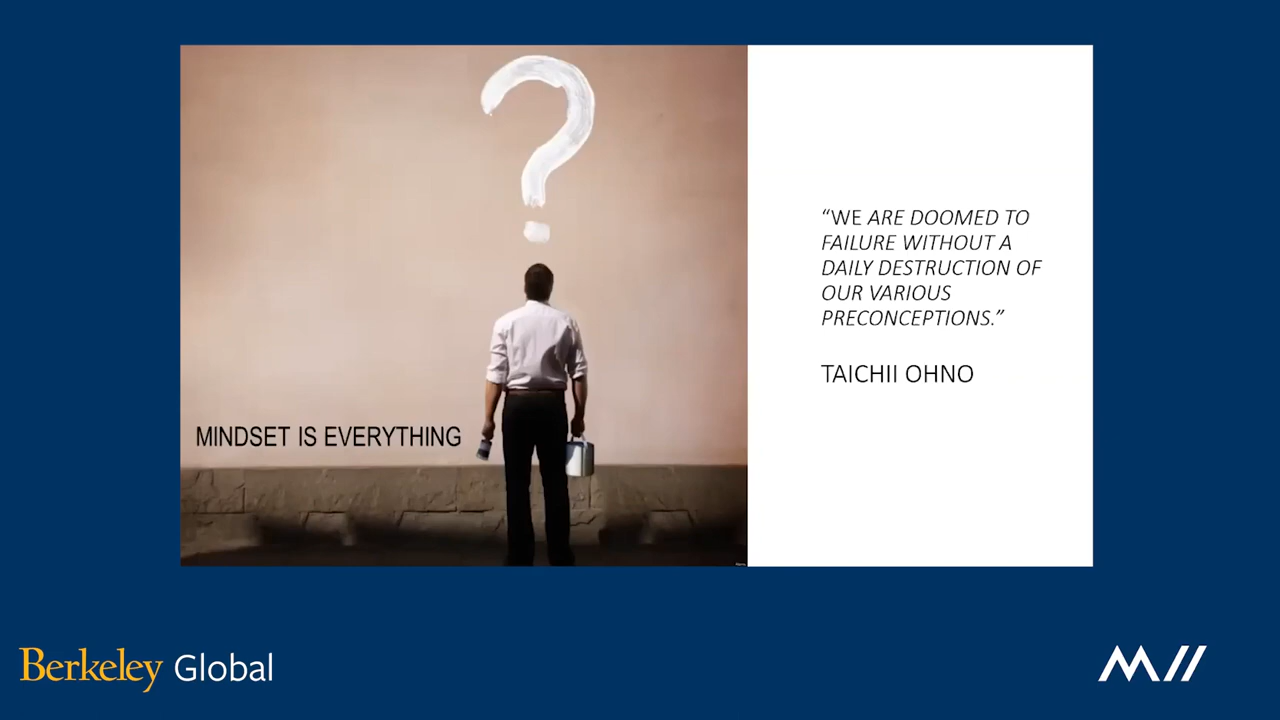 MINDSET IS EVERYTHING
“WE ARE DOOMED TO
FAILURE WITHOUT A
DAILY DESTRUCTION OF
OUR VARIOUS
PRECONCEPTIONS.”
TAICHII OHNO
Berkeley Global